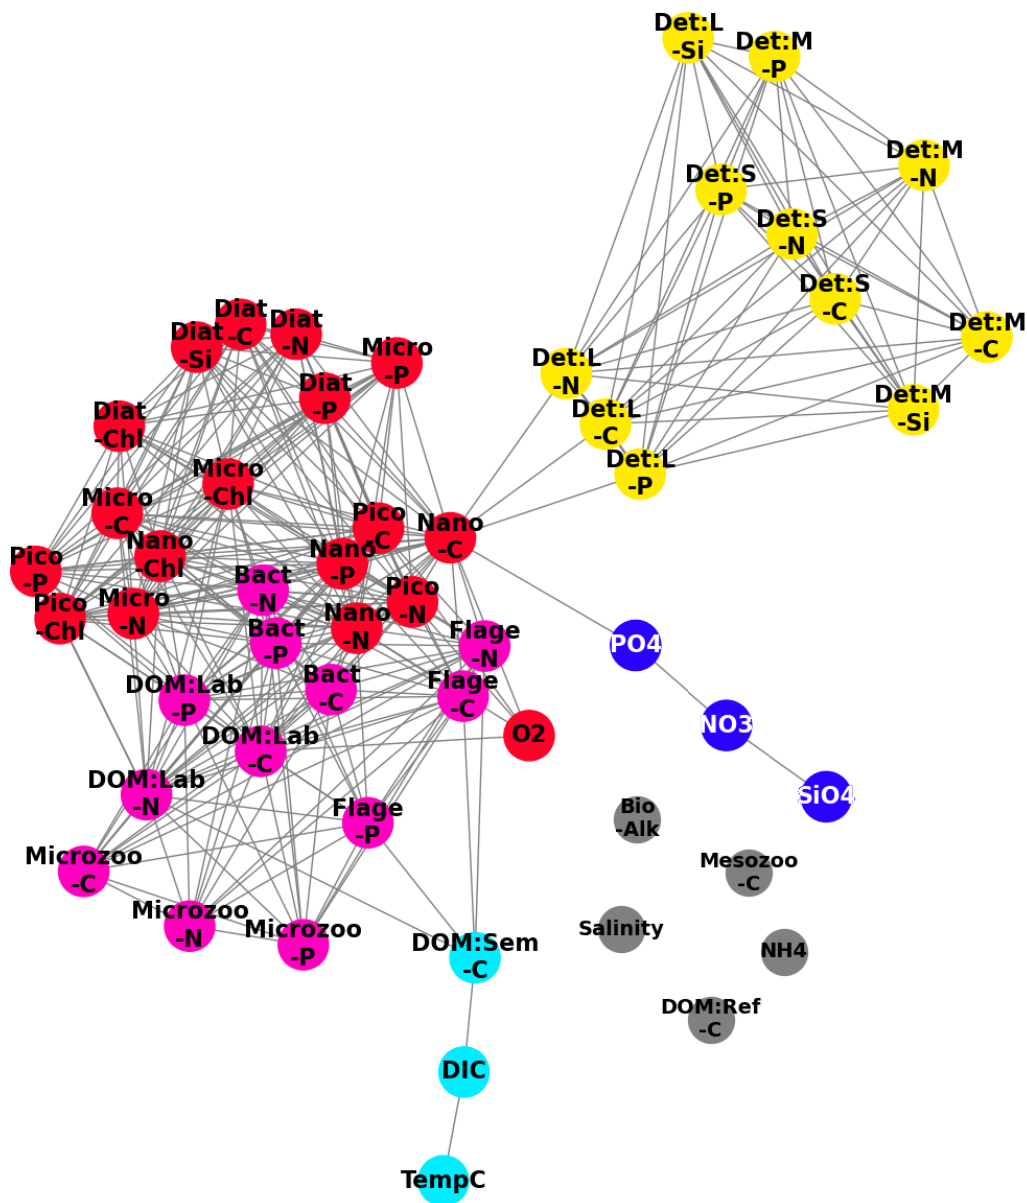 Det:L
-Si
Det:M
-P
Det:M
-N
Det:S
-P
Det:S
-N
Det:S
-C
Det:M
-C
Det:L
-N
Det:L
-C
Det:M
-Si
Det:L
-P
Diat
-C
Diat
-N
Diat
-Si
Micro
-P
Diat
-P
Diat
-Chl
Micro
-Chl
Micro
-C
Pico
-C
Nano
-C
Nano
-Chl
Nano
-P
Pico
-P
Bact
-N
Pico
-N
Pico
-Chl
Micro
-N
Nano
-N
Bact
-P
Flage
-N
PO4
Bact
-C
Flage
-C
DOM:Lab
-P
NO3
O2
DOM:Lab
-C
DOM:Lab
-N
SiO4
Flage
-P
Bio
-Alk
Microzoo
-C
Mesozoo
-C
Microzoo
-N
Microzoo
-P
Salinity
DOM:Sem
-C
NH4
DOM:Ref
-C
DIC
TempC